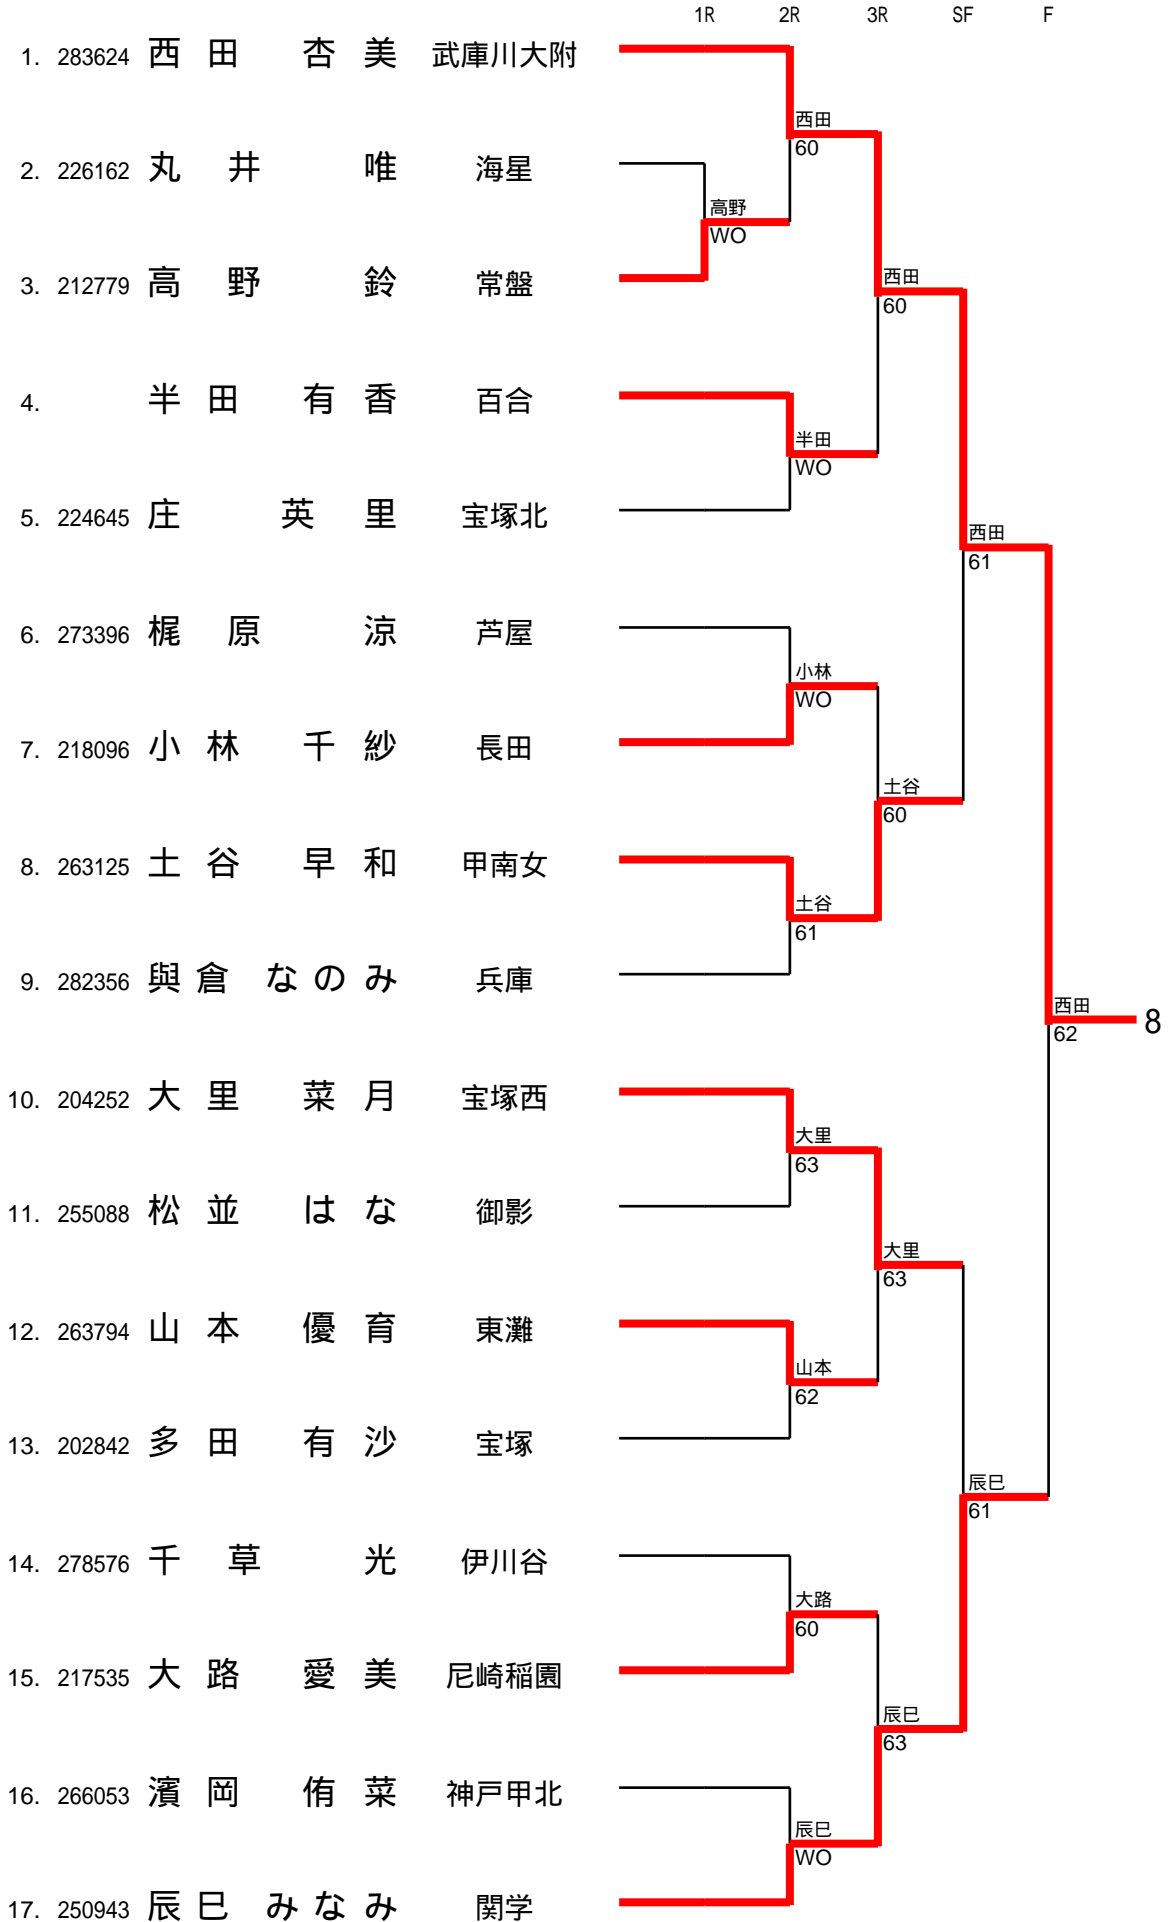 1R 2R 3R SF F
1. 283624 西田 杏美 武庫川大附
西田
60
2. 226162 丸井 唯 海星
高野
WO
3. 212779 高野 鈴 常盤
西田
60
4. 半田 有香 百合
半田
WO
5. 224645 庄 英里 宝塚北
西田
61
6. 273396 梶原 涼 芦屋
小林
WO
7. 218096 小林 千紗 長田
土谷
60
8. 263125 土谷 早和 甲南女
土谷
61
9. 282356 與倉 なのみ 兵庫
西田
62
8
10. 204252 大里 菜月 宝塚西
大里
63
11. 255088 松並 はな 御影
大里
63
12. 263794 山本 優育 東灘
山本
62
13. 202842 多田 有沙 宝塚
辰巳
61
14. 278576 千草 光 伊川谷
大路
60
15. 217535 大路 愛美 尼崎稲園
辰巳
63
16. 266053 濱岡 侑菜 神戸甲北
辰巳
WO
17. 250943 辰巳 みなみ 関学